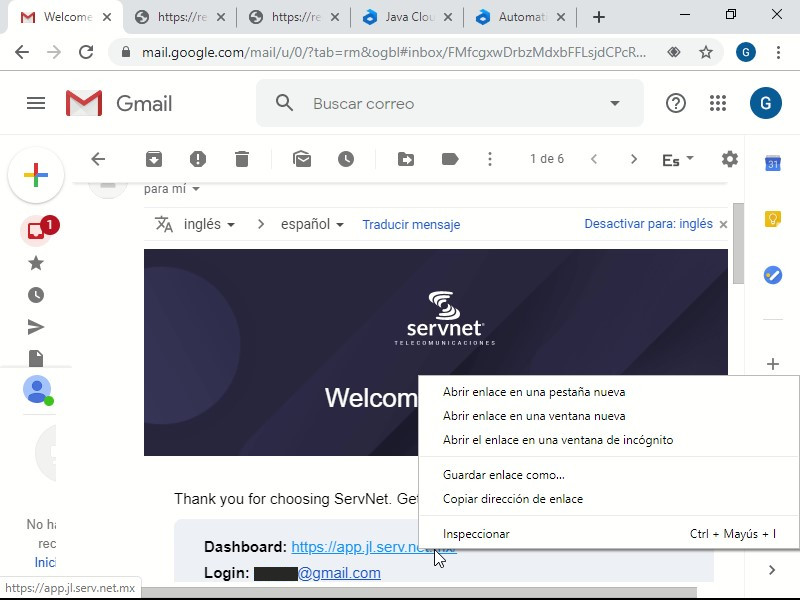 Welcome
https://re
https://re
Java Clou
Automat
mail.google.com/mail/u/0/?tab=rm&ogbl#inbox/FMfcgxwDrbzMdxbFFLsjdCPcR...
G
Gmail
Buscar correo
G
1 de 6
Es
31
1
para mí
inglés
español
Traducir mensaje
Desactivar para: inglés
servnet
TELECOMUNICACIONES
Welcom
Abrir enlace en una pestaña nueva
Abrir enlace en una ventana nueva
Abrir el enlace en una ventana de incógnito
Guardar enlace como...
Copiar dirección de enlace
Inspeccionar Ctrl + Mayús + I
Thank you for choosing ServNet. Get
Dashboard: https://app.jl.serv.net.mx
Login: @gmail.com
No ha
rec
Inic
https://app.jl.serv.net.mx